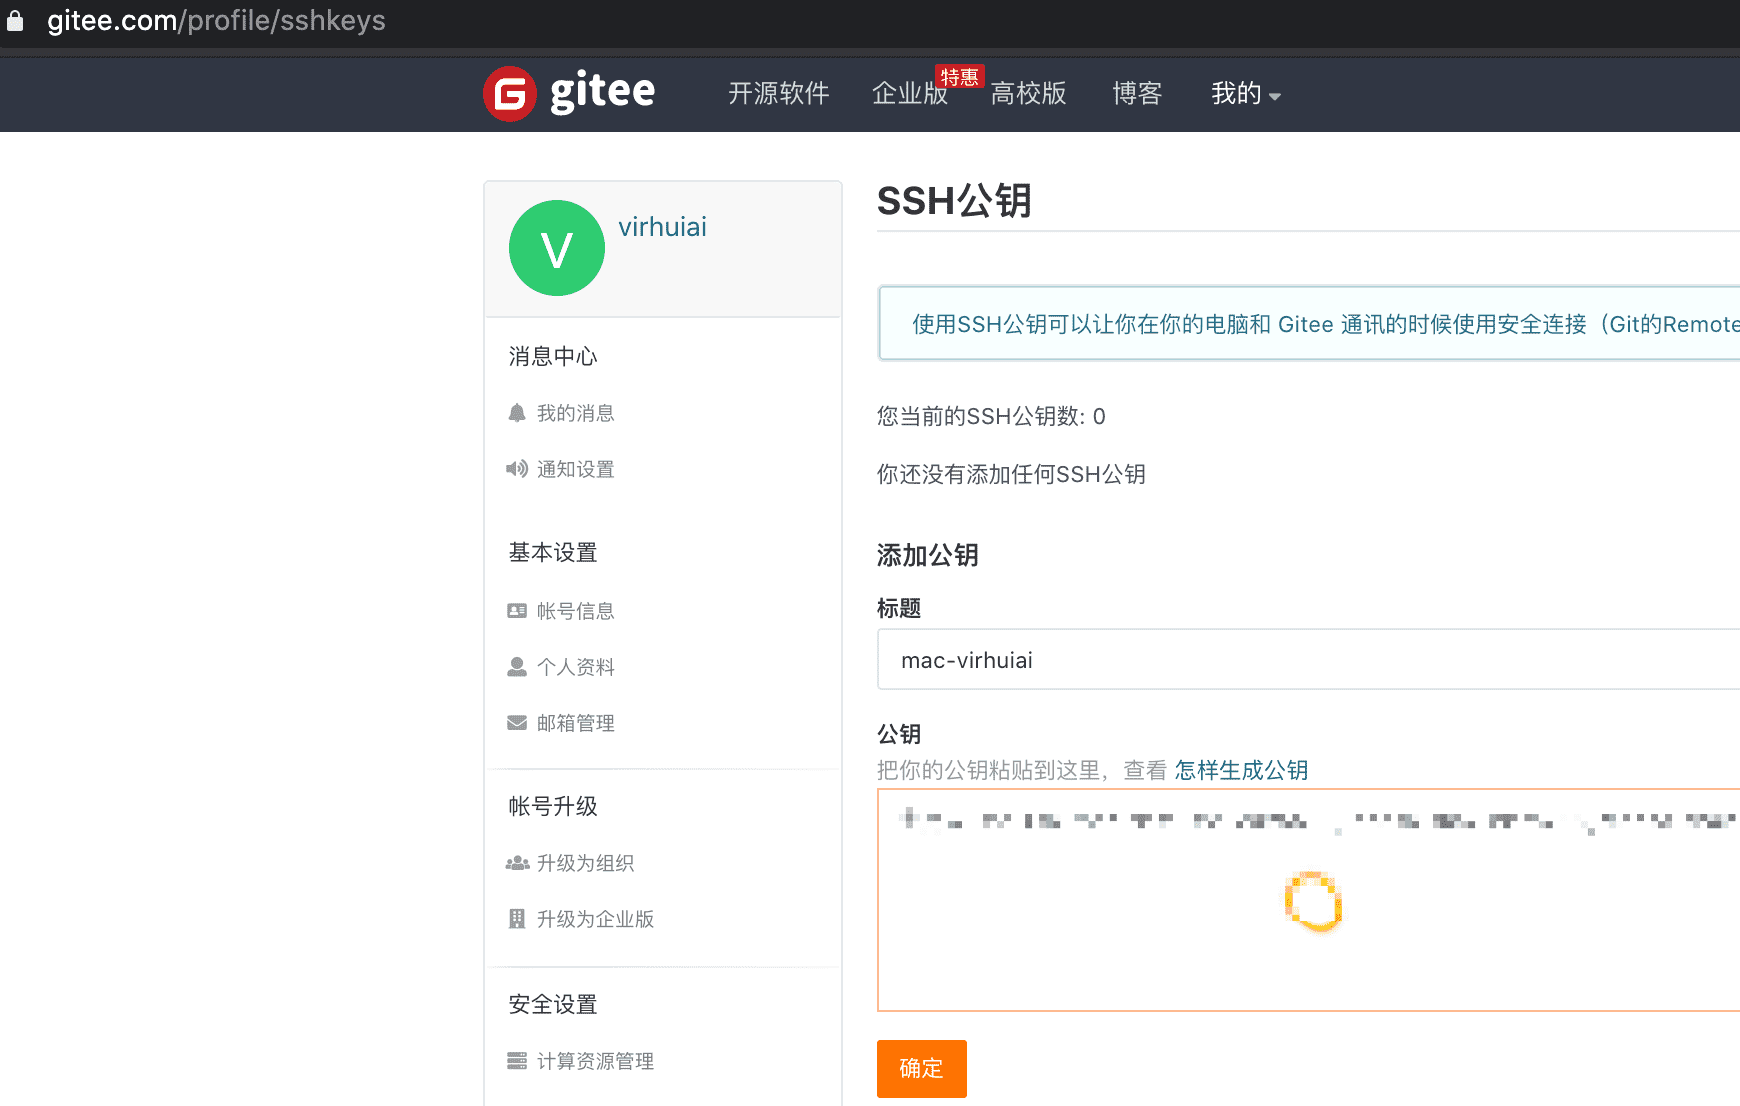 gitee.com/profile/sshkeys
gitee 开源软件 企业版 特惠 高校版 博客 我的
V virhuiai
消息中心
我的消息
通知设置
基本设置
帐号信息
个人资料
邮箱管理
帐号升级
升级为组织
升级为企业版
安全设置
计算资源管理
SSH公钥
使用SSH公钥可以让你在你的电脑和 Gitee 通讯的时候使用安全连接（Git的Remote
您当前的SSH公钥数: 0
你还没有添加任何SSH公钥
添加公钥
标题
mac-virhuiai
公钥
把你的公钥粘贴到这里，查看 怎样生成公钥
确定